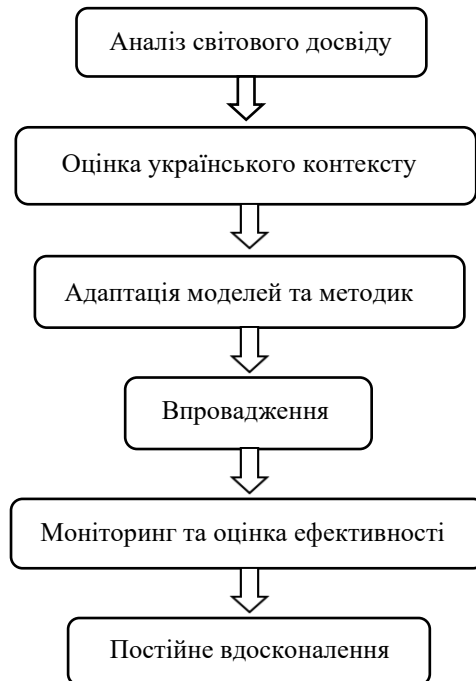 Аналіз світового досвіду
Оцінка українського контексту
Адаптація моделей та методик
Впровадження
Моніторинг та оцінка ефективності
Постійне вдосконалення